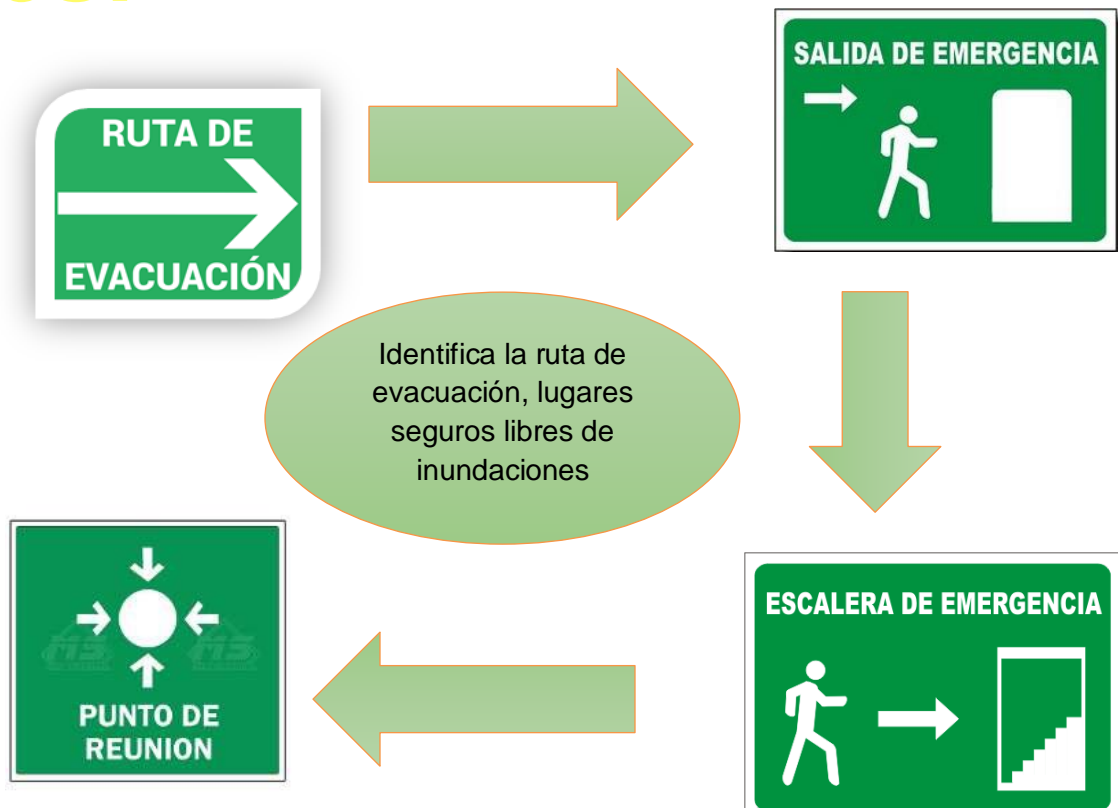 RUTA DE
EVACUACIÓN
SALIDA DE EMERGENCIA
Identifica la ruta de
evacuación, lugares
seguros libres de
inundaciones
ESCALERA DE EMERGENCIA
PUNTO DE
REUNION